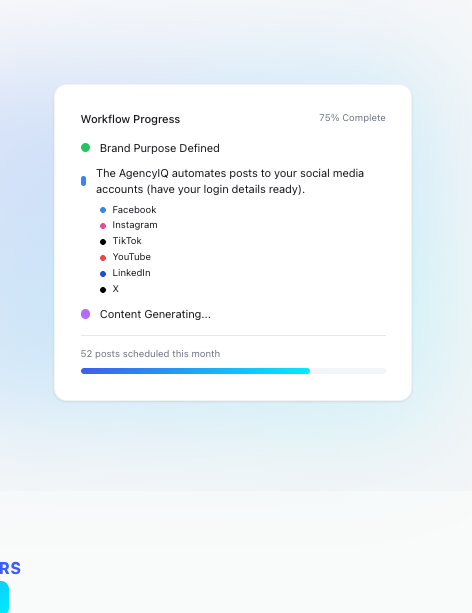 Workflow Progress
75% Complete
Brand Purpose Defined
The AgencyIQ automates posts to your social media
accounts (have your login details ready).
Facebook
Instagram
TikTok
YouTube
LinkedIn
X
Content Generating...
52 posts scheduled this month
RS